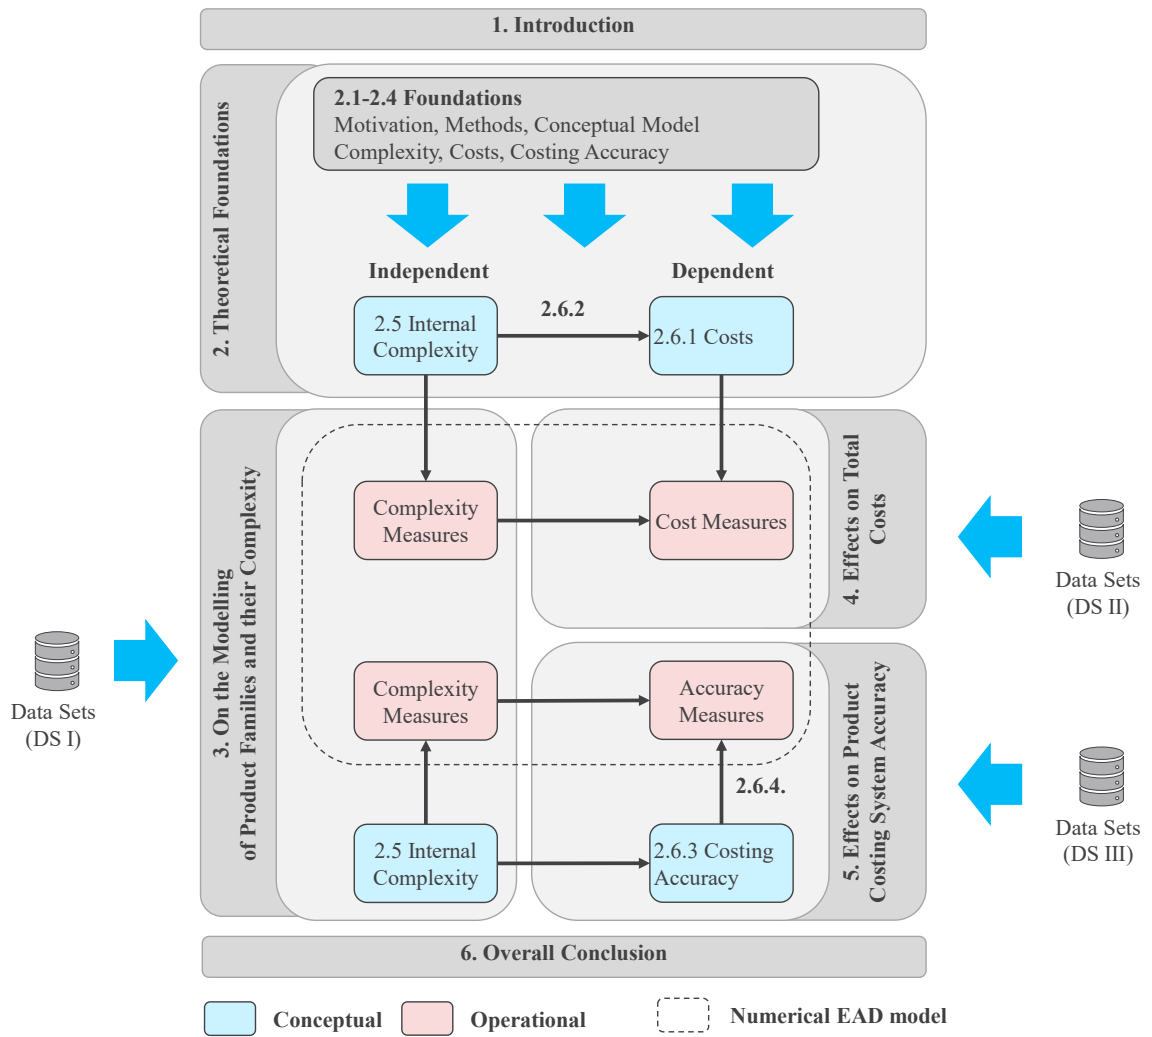 1. Introduction
2. Theoretical Foundations
2.1-2.4 Foundations
Motivation, Methods, Conceptual Model
Complexity, Costs, Costing Accuracy
Independent
Dependent
2.5 Internal
Complexity
2.6.2
2.6.1 Costs
3. On the Modelling
of Product Families and their Complexity
Complexity
Measures
Cost Measures
4. Effects on Total
Costs
Data Sets
(DS II)
Data Sets
(DS I)
Complexity
Measures
Accuracy
Measures
2.6.4.
2.5 Internal
Complexity
2.6.3 Costing
Accuracy
5. Effects on Product
Costing System Accuracy
Data Sets
(DS III)
6. Overall Conclusion
Conceptual
Operational
Numerical EAD model